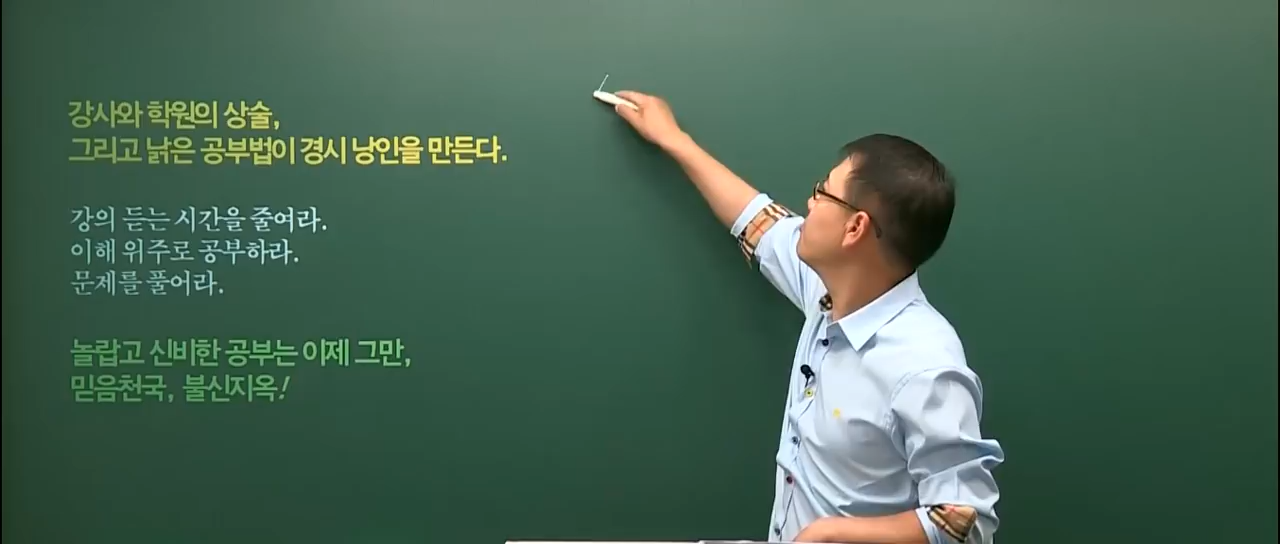 강사와 학원의 상술,
그리고 낡은 공부법이 경시 낭인을 만든다.
강의 듣는 시간을 줄여라.
이해 위주로 공부하라.
문제를 풀어라.
놀랍고 신비한 공부는 이제 그만,
믿음천국, 불신지옥!